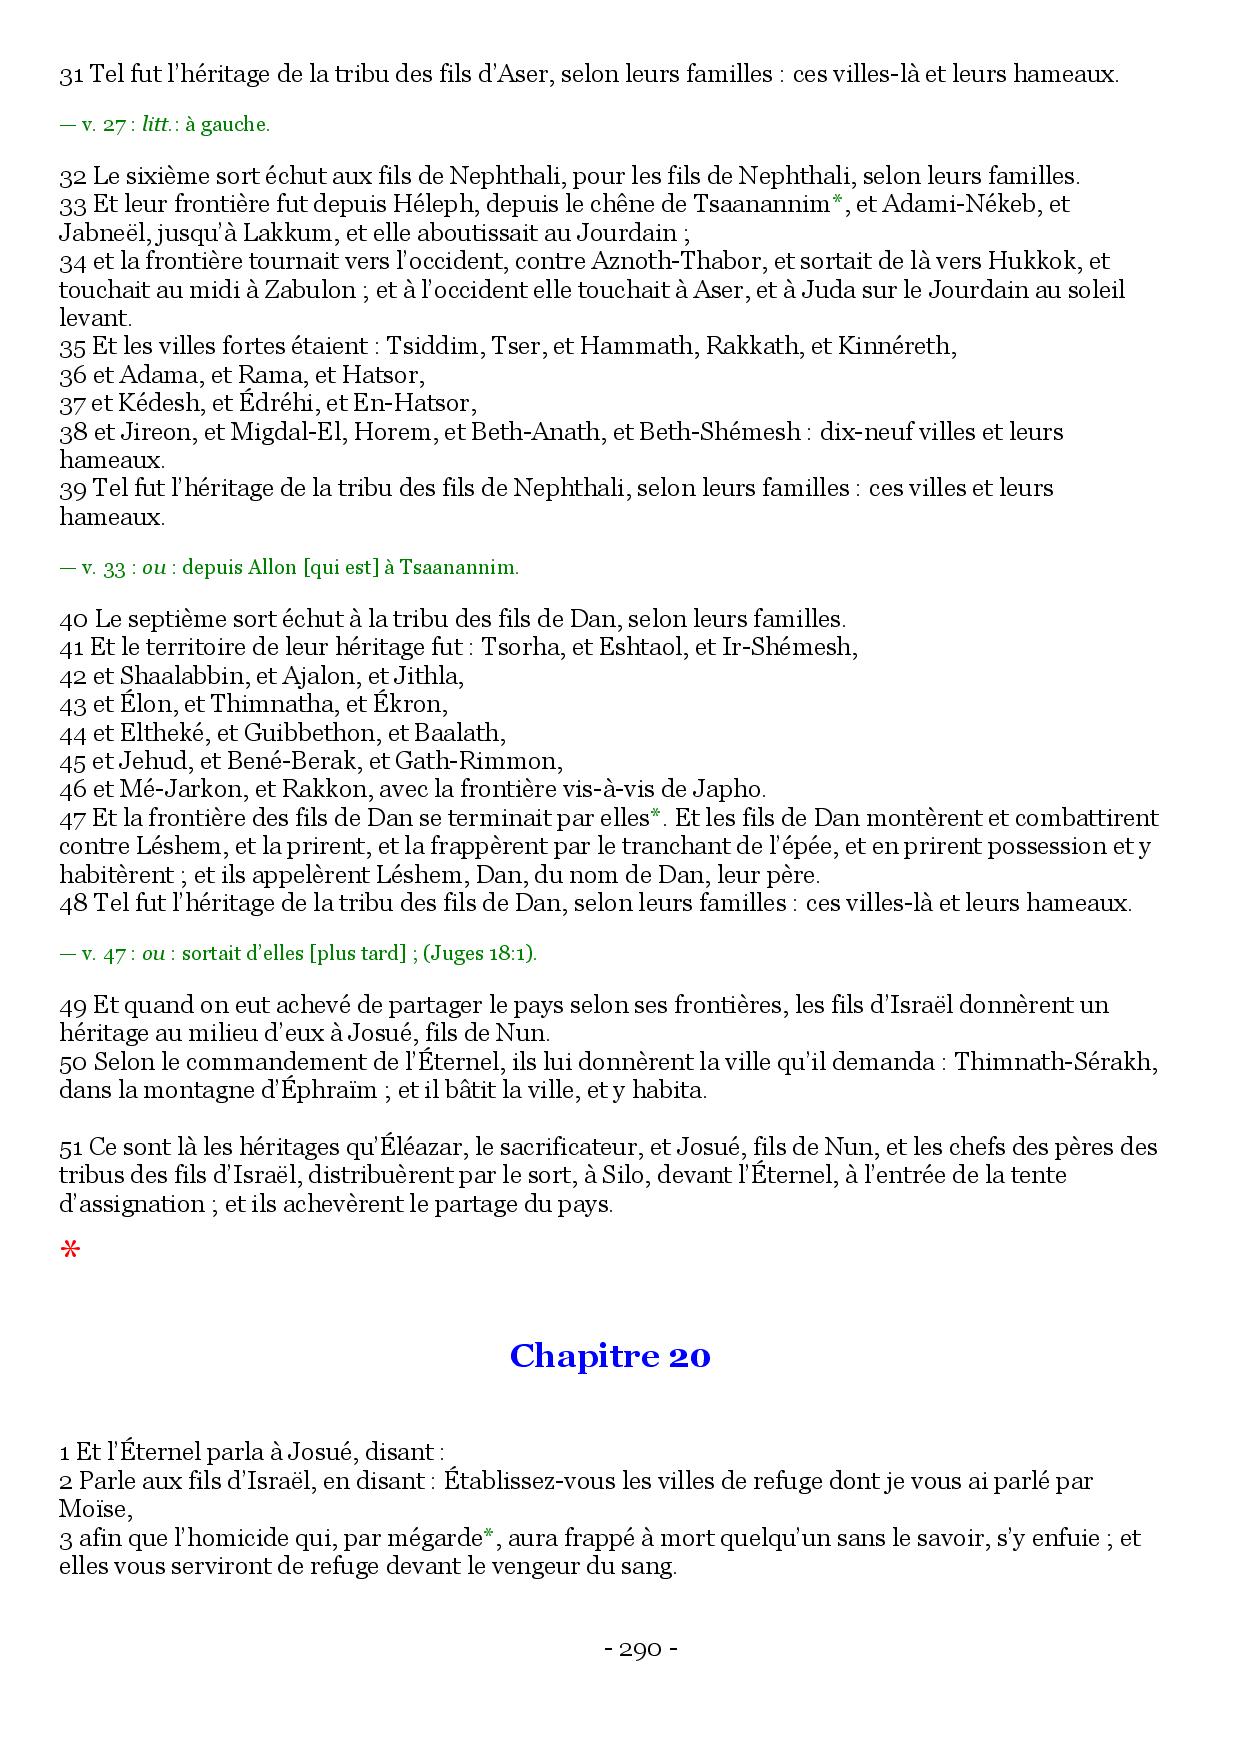 31 Tel fut l’héritage de la tribu des fils d’Aser, selon leurs familles : ces villes-là et leurs hameaux.
— v. 27 : litt.: à gauche.
32 Le sixième sort échut aux fils de Nephthali, pour les fils de Nephthali, selon leurs familles.
33 Et leur frontière fut depuis Héleph, depuis le chêne de Tsaanannim*, et Adami-Nékeb, et
Jabneël, jusqu’à Lakkum, et elle aboutissait au Jourdain ;
34 et la frontière tournait vers l’occident, contre Aznoth-Thabor, et sortait de là vers Hukkok, et
touchait au midi à Zabulon ; et à l’occident elle touchait à Aser, et à Juda sur le Jourdain au soleil
levant.
35 Et les villes fortes étaient : Tsiddim, Tser, et Hammath, Rakkath, et Kinnéreth,
36 et Adama, et Rama, et Hatsor,
37 et Kédesh, et Édréhi, et En-Hatsor,
38 et Jireon, et Migdal-El, Horem, et Beth-Anath, et Beth-Shémesh : dix-neuf villes et leurs
hameaux.
39 Tel fut l’héritage de la tribu des fils de Nephthali, selon leurs familles : ces villes et leurs
hameaux.
— v. 33 : ou : depuis Allon [qui est] à Tsaanannim.
40 Le septième sort échut à la tribu des fils de Dan, selon leurs familles.
41 Et le territoire de leur héritage fut : Tsorha, et Eshtaol, et Ir-Shémesh,
42 et Shaalabbin, et Ajalon, et Jithla,
43 et Élon, et Thimnatha, et Ékron,
44 et Eltheké, et Guibbethon, et Baalath,
45 et Jehud, et Bené-Berak, et Gath-Rimmon,
46 et Mé-Jarkon, et Rakkon, avec la frontière vis-à-vis de Japho.
47 Et la frontière des fils de Dan se terminait par elles*. Et les fils de Dan montèrent et combattirent
contre Léshem, et la prirent, et la frappèrent par le tranchant de l’épée, et en prirent possession et y
habitèrent ; et ils appelèrent Léshem, Dan, du nom de Dan, leur père.
48 Tel fut l’héritage de la tribu des fils de Dan, selon leurs familles : ces villes-là et leurs hameaux.
— v. 47 : ou : sortait d’elles [plus tard] ; (Juges 18:1).
49 Et quand on eut achevé de partager le pays selon ses frontières, les fils d’Israël donnèrent un
héritage au milieu d’eux à Josué, fils de Nun.
50 Selon le commandement de l’Éternel, ils lui donnèrent la ville qu’il demanda : Thimnath-Sérakh,
dans la montagne d’Éphraïm ; et il bâtit la ville, et y habita.
51 Ce sont là les héritages qu’Éléazar, le sacrificateur, et Josué, fils de Nun, et les chefs des pères des
tribus des fils d’Israël, distribuèrent par le sort, à Silo, devant l’Éternel, à l’entrée de la tente
d’assignation ; et ils achevèrent le partage du pays.
*
Chapitre 20
1 Et l’Éternel parla à Josué, disant :
2 Parle aux fils d’Israël, en disant : Établissez-vous les villes de refuge dont je vous ai parlé par
Moïse,
3 afin que l’homicide qui, par mégarde*, aura frappé à mort quelqu’un sans le savoir, s’y enfuie ; et
elles vous serviront de refuge devant le vengeur du sang.
- 290 -